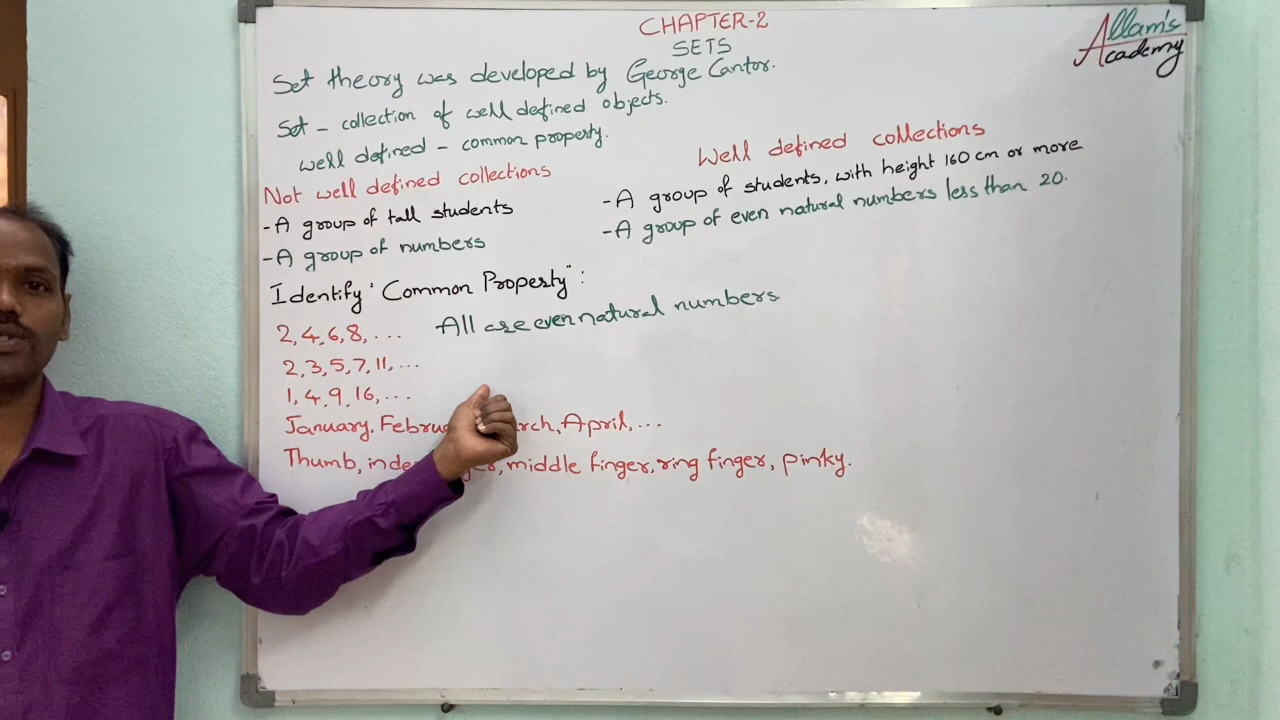 CHAPTER-2
SETS
Allam's
Academy
Set theory was developed by George Cantor.
Set - collection of well defined objects.
well defined - common property.
Not well defined collections
-A group of tall students
-A group of numbers
Well defined collections
-A group of students, with height 160 cm or more
-A group of even natural numbers less than 20.
Identify "Common Property":
2, 4, 6, 8, ... All are even natural numbers
2, 3, 5, 7, 11, ...
1, 4, 9, 16, ...
January, April, ...
Thumb, middle finger, ring finger, pinky.